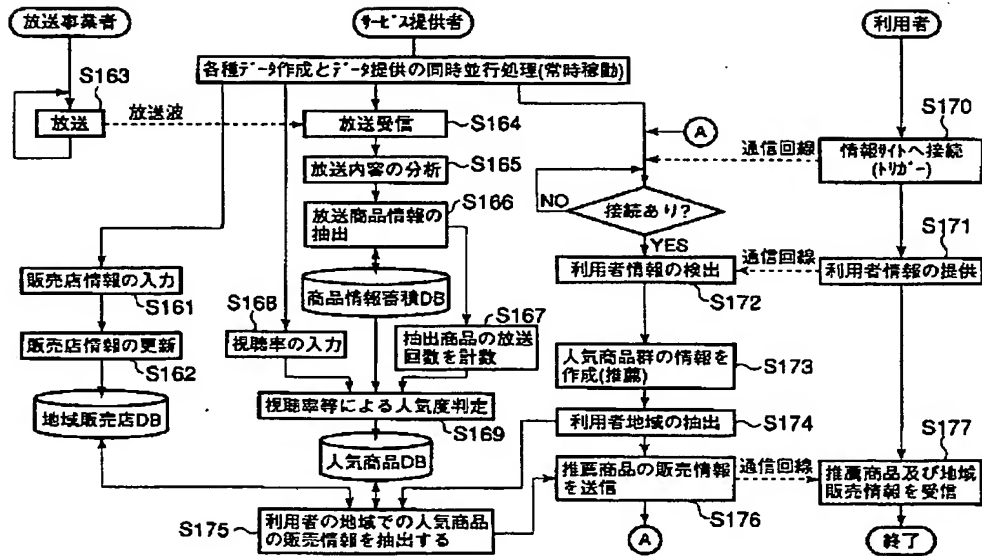 放送事業者
サービス提供者
利用者
各種データ作成とデータ提供の同時並行処理(常時稼動)
S163
放送
放送波
放送受信
S164
A
S170
通信回線
情報サイトへ接続
(トリガー)
放送内容の分析
S165
NO
接続あり?
YES
S166
放送商品情報の
抽出
S171
通信回線
利用者情報の提供
利用者情報の検出
S172
販売店情報の入力
S161
商品情報蓄積DB
S168
視聴率の入力
S167
抽出商品の放送
回数を計数
販売店情報の更新
S162
人気商品群の情報を
作成(推薦)
S173
地域販売店DB
視聴率等による人気度判定
S169
利用者地域の抽出
S174
人気商品DB
S177
推薦商品の販売情報
を送信
S176
通信回線
推薦商品及び地域
販売情報を受信
S175
利用者の地域での人気商品
の販売情報を抽出する
A
終了